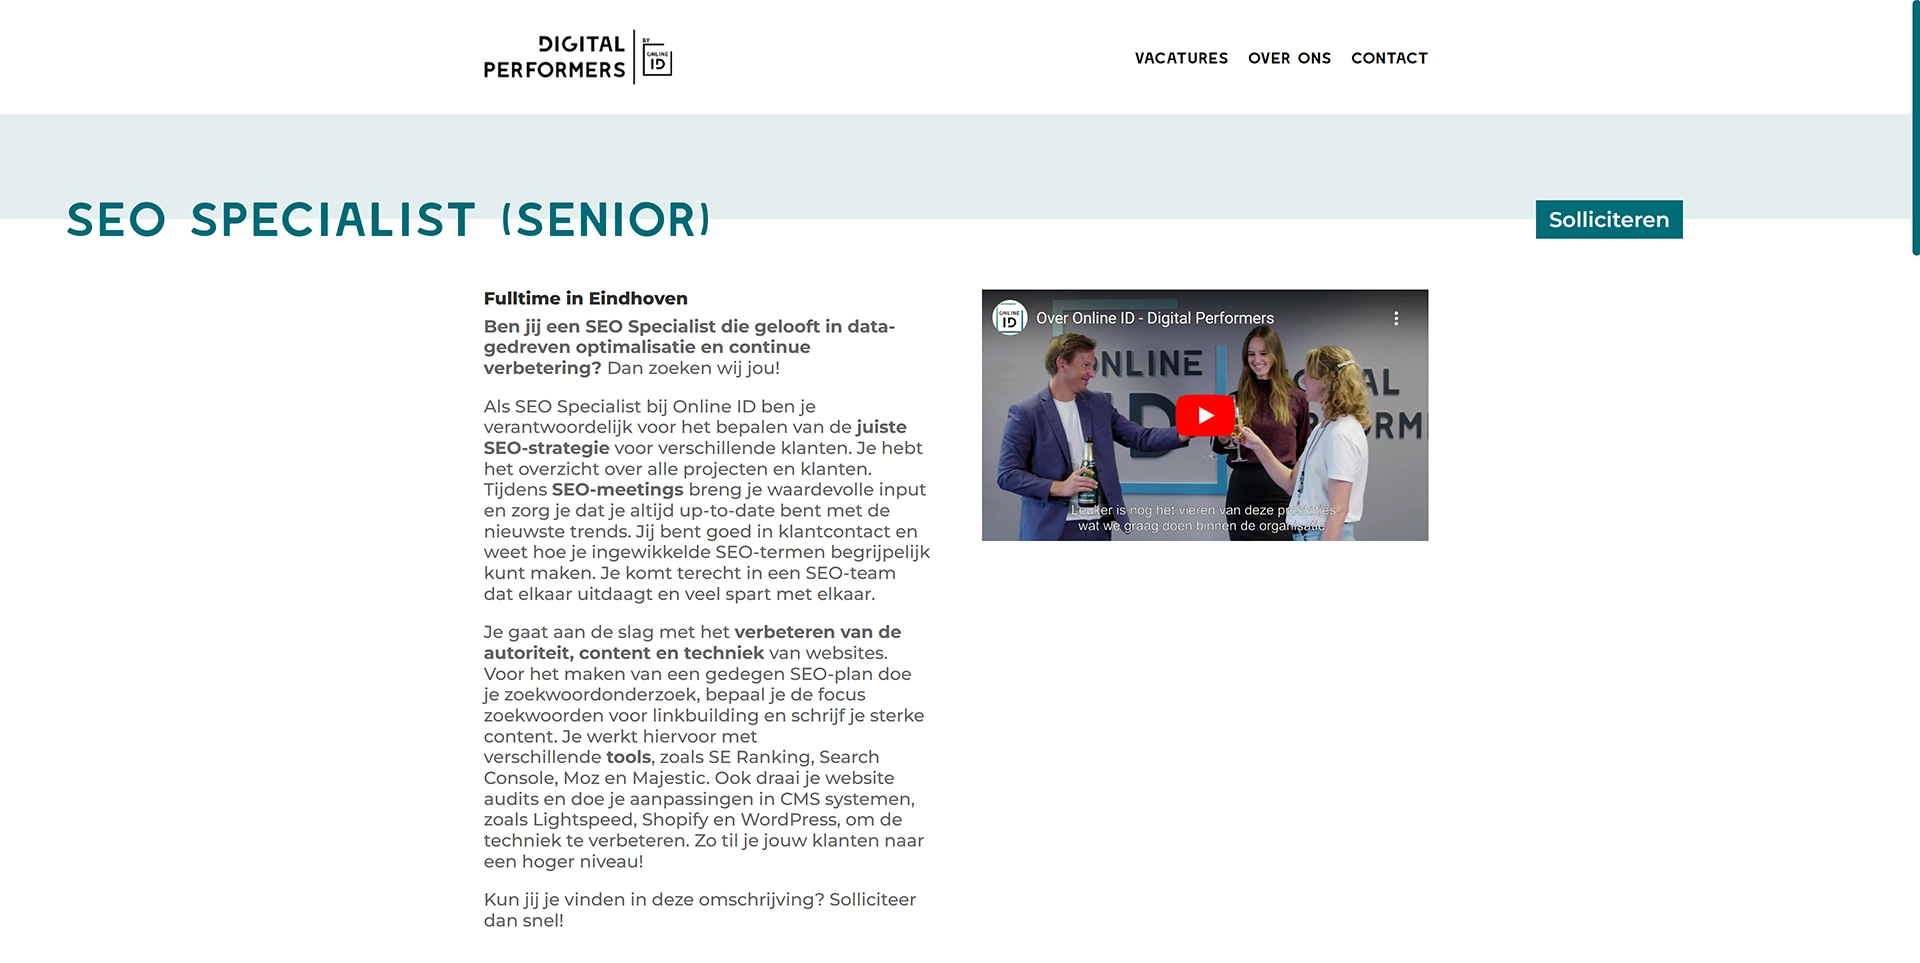 DIGITAL
PERFORMERS
BY
ONLINE
ID
VACATURES OVER ONS CONTACT
SEO SPECIALIST (SENIOR)
Solliciteren
Fulltime in Eindhoven
Ben jij een SEO Specialist die gelooft in data-
gedreven optimalisatie en continue
verbetering? Dan zoeken wij jou!
Als SEO Specialist bij Online ID ben je
verantwoordelijk voor het bepalen van de juiste
SEO-strategie voor verschillende klanten. Je hebt
het overzicht over alle projecten en klanten.
Tijdens SEO-meetings breng je waardevolle input
en zorg je dat je altijd up-to-date bent met de
nieuwste trends. Jij bent goed in klantcontact en
weet hoe je ingewikkelde SEO-termen begrijpelijk
kunt maken. Je komt terecht in een SEO-team
dat elkaar uitdaagt en veel spart met elkaar.
Je gaat aan de slag met het verbeteren van de
autoriteit, content en techniek van websites.
Voor het maken van een gedegen SEO-plan doe
je zoekwoordonderzoek, bepaal je de focus
zoekwoorden voor linkbuilding en schrijf je sterke
content. Je werkt hiervoor met
verschillende tools, zoals SE Ranking, Search
Console, Moz en Majestic. Ook draai je website
audits en doe je aanpassingen in CMS systemen,
zoals Lightspeed, Shopify en WordPress, om de
techniek te verbeteren. Zo til je jouw klanten naar
een hoger niveau!
Kun jij je vinden in deze omschrijving? Solliciteer
dan snel!
ONLINE
ID
Over Online ID - Digital Performers
NLINE
ID
AL
RM
Leuker is nog het vieren van deze prestaties
wat we graag doen binnen de organisatie